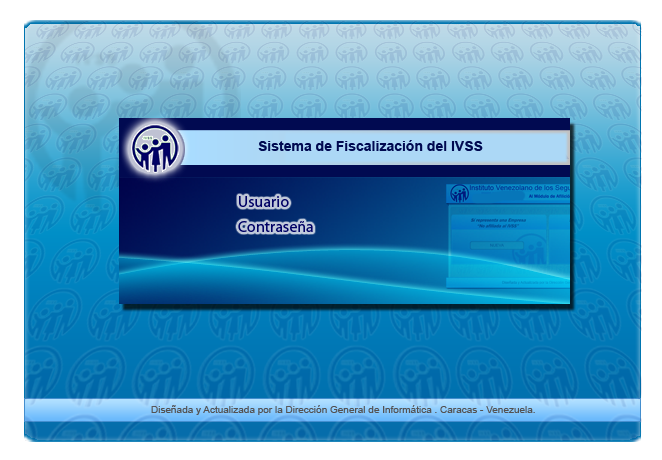 Sistema de Fiscalización del IVSS
Instituto Venezolano de los Segu
Usuario
Contraseña
Diseñada y Actualizada por la Dirección General de Informática . Caracas - Venezuela.